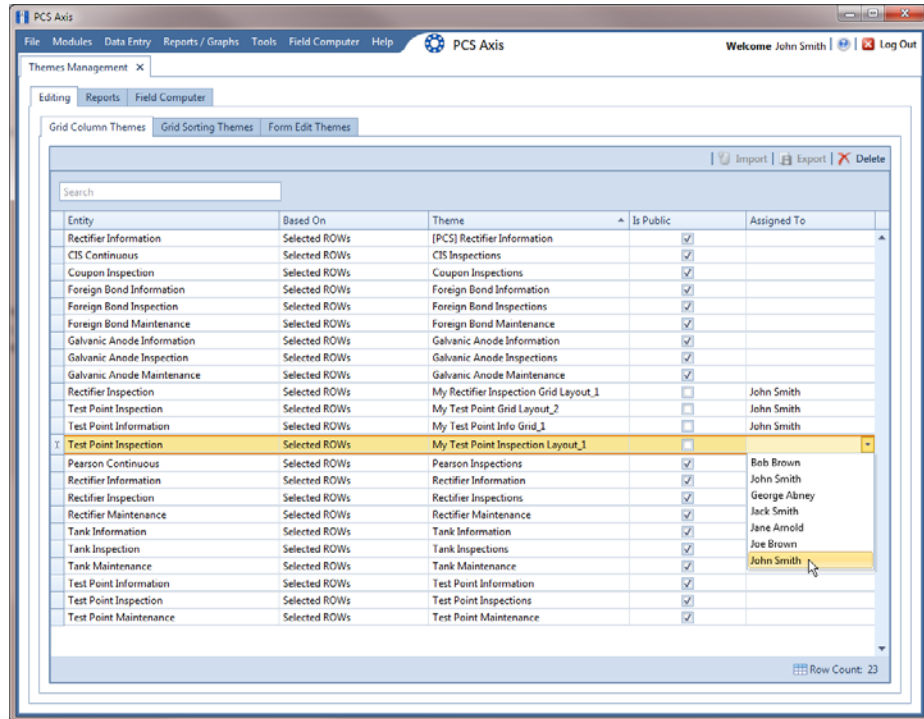 PCS Axis
File Modules Data Entry Reports / Graphs Tools Field Computer Help PCS Axis Welcome John Smith Log Out
Themes Management
Editing Reports Field Computer
Grid Column Themes Grid Sorting Themes Form Edit Themes
Import Export Delete
Search
Entity Based On Theme Is Public Assigned To
Rectifier Information Selected ROWs [PCS] Rectifier Information
CIS Continuous Selected ROWs CIS Inspections
Coupon Inspection Selected ROWs Coupon Inspections
Foreign Bond Information Selected ROWs Foreign Bond Information
Foreign Bond Inspection Selected ROWs Foreign Bond Inspections
Foreign Bond Maintenance Selected ROWs Foreign Bond Maintenance
Galvanic Anode Information Selected ROWs Galvanic Anode Information
Galvanic Anode Inspection Selected ROWs Galvanic Anode Inspections
Galvanic Anode Maintenance Selected ROWs Galvanic Anode Maintenance
Rectifier Inspection Selected ROWs My Rectifier Inspection Grid Layout_1 John Smith
Test Point Inspection Selected ROWs My Test Point Grid Layout_2 John Smith
Test Point Information Selected ROWs My Test Point Info Grid_1 John Smith
Test Point Inspection Selected ROWs My Test Point Inspection Layout_1
Pearson Continuous Selected ROWs Pearson Inspections Bob Brown
Rectifier Information Selected ROWs Rectifier Information John Smith
Rectifier Inspection Selected ROWs Rectifier Inspections George Abney
Rectifier Maintenance Selected ROWs Rectifier Maintenance Jack Smith
Tank Information Selected ROWs Tank Information Jane Arnold
Tank Inspection Selected ROWs Tank Inspections Joe Brown
Tank Maintenance Selected ROWs Tank Maintenance John Smith
Test Point Information Selected ROWs Test Point Information
Test Point Inspection Selected ROWs Test Point Inspections
Test Point Maintenance Selected ROWs Test Point Maintenance
Row Count: 23